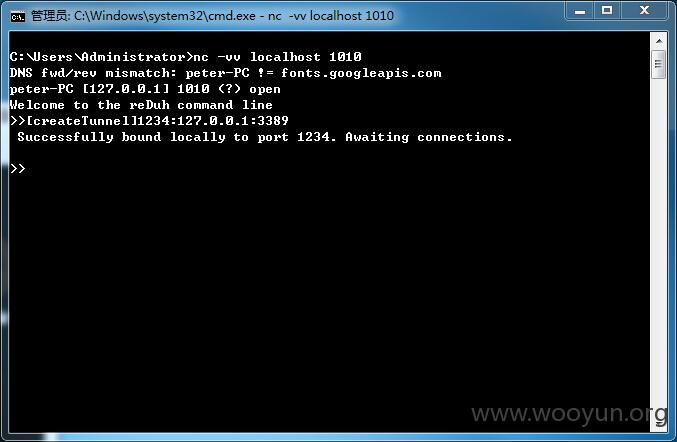 管理员: C:\Windows\system32\cmd.exe - nc -vv localhost 1010
C:\Users\Administrator>nc -vv localhost 1010
DNS fwd/rev mismatch: peter-PC != fonts.googleapis.com
peter-PC [127.0.0.1] 1010 (?) open
Welcome to the reDuh command line
>>[createTunnel]1234:127.0.0.1:3389
Successfully bound locally to port 1234. Awaiting connections.
>>
www.wooyun.org